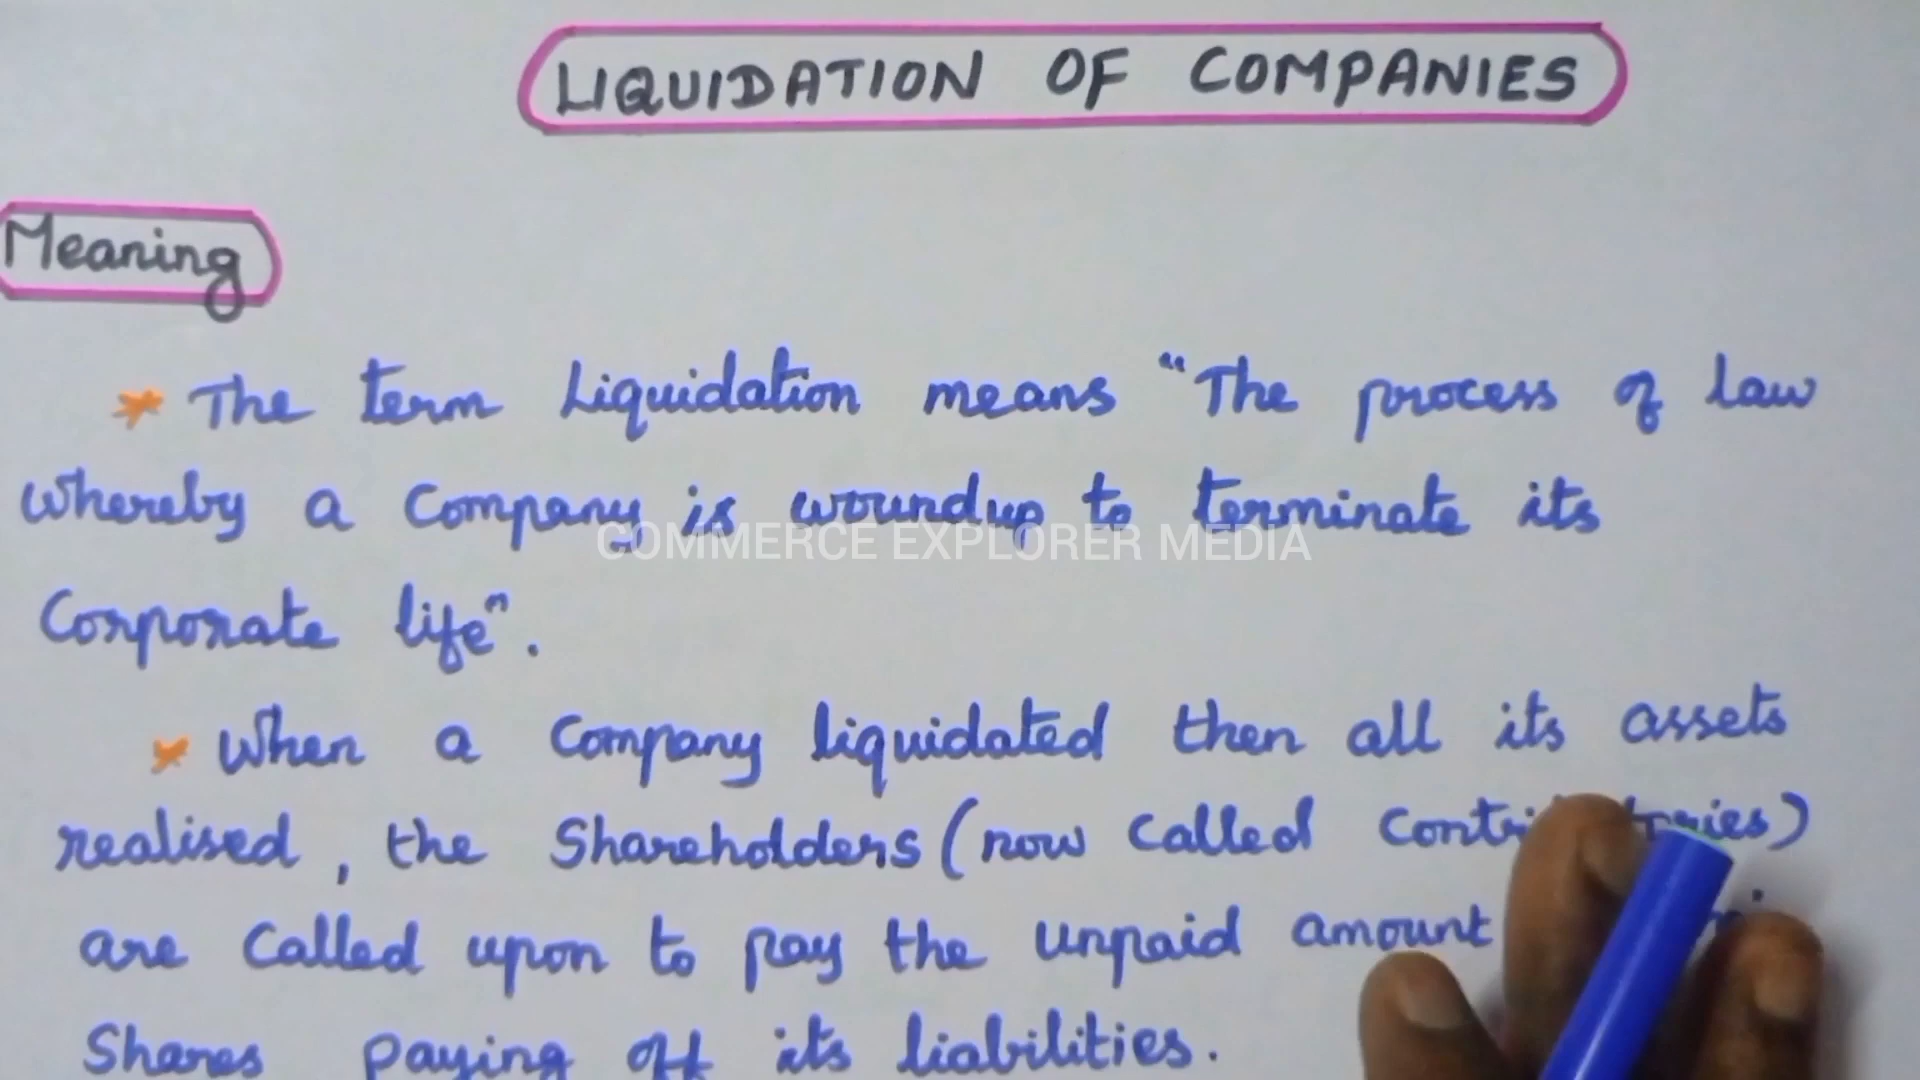 LIQUIDATION OF COMPANIES
Meaning
The term Liquidation means "The process of law
whereby a Company is woundup to terminate its
COMMERCE EXPLORER MEDIA
Corporate life".
When a Company liquidated then all its assets
realised, the Shareholders (now called
are called upon to pay the unpaid amount
Shares paying off its liabilities.